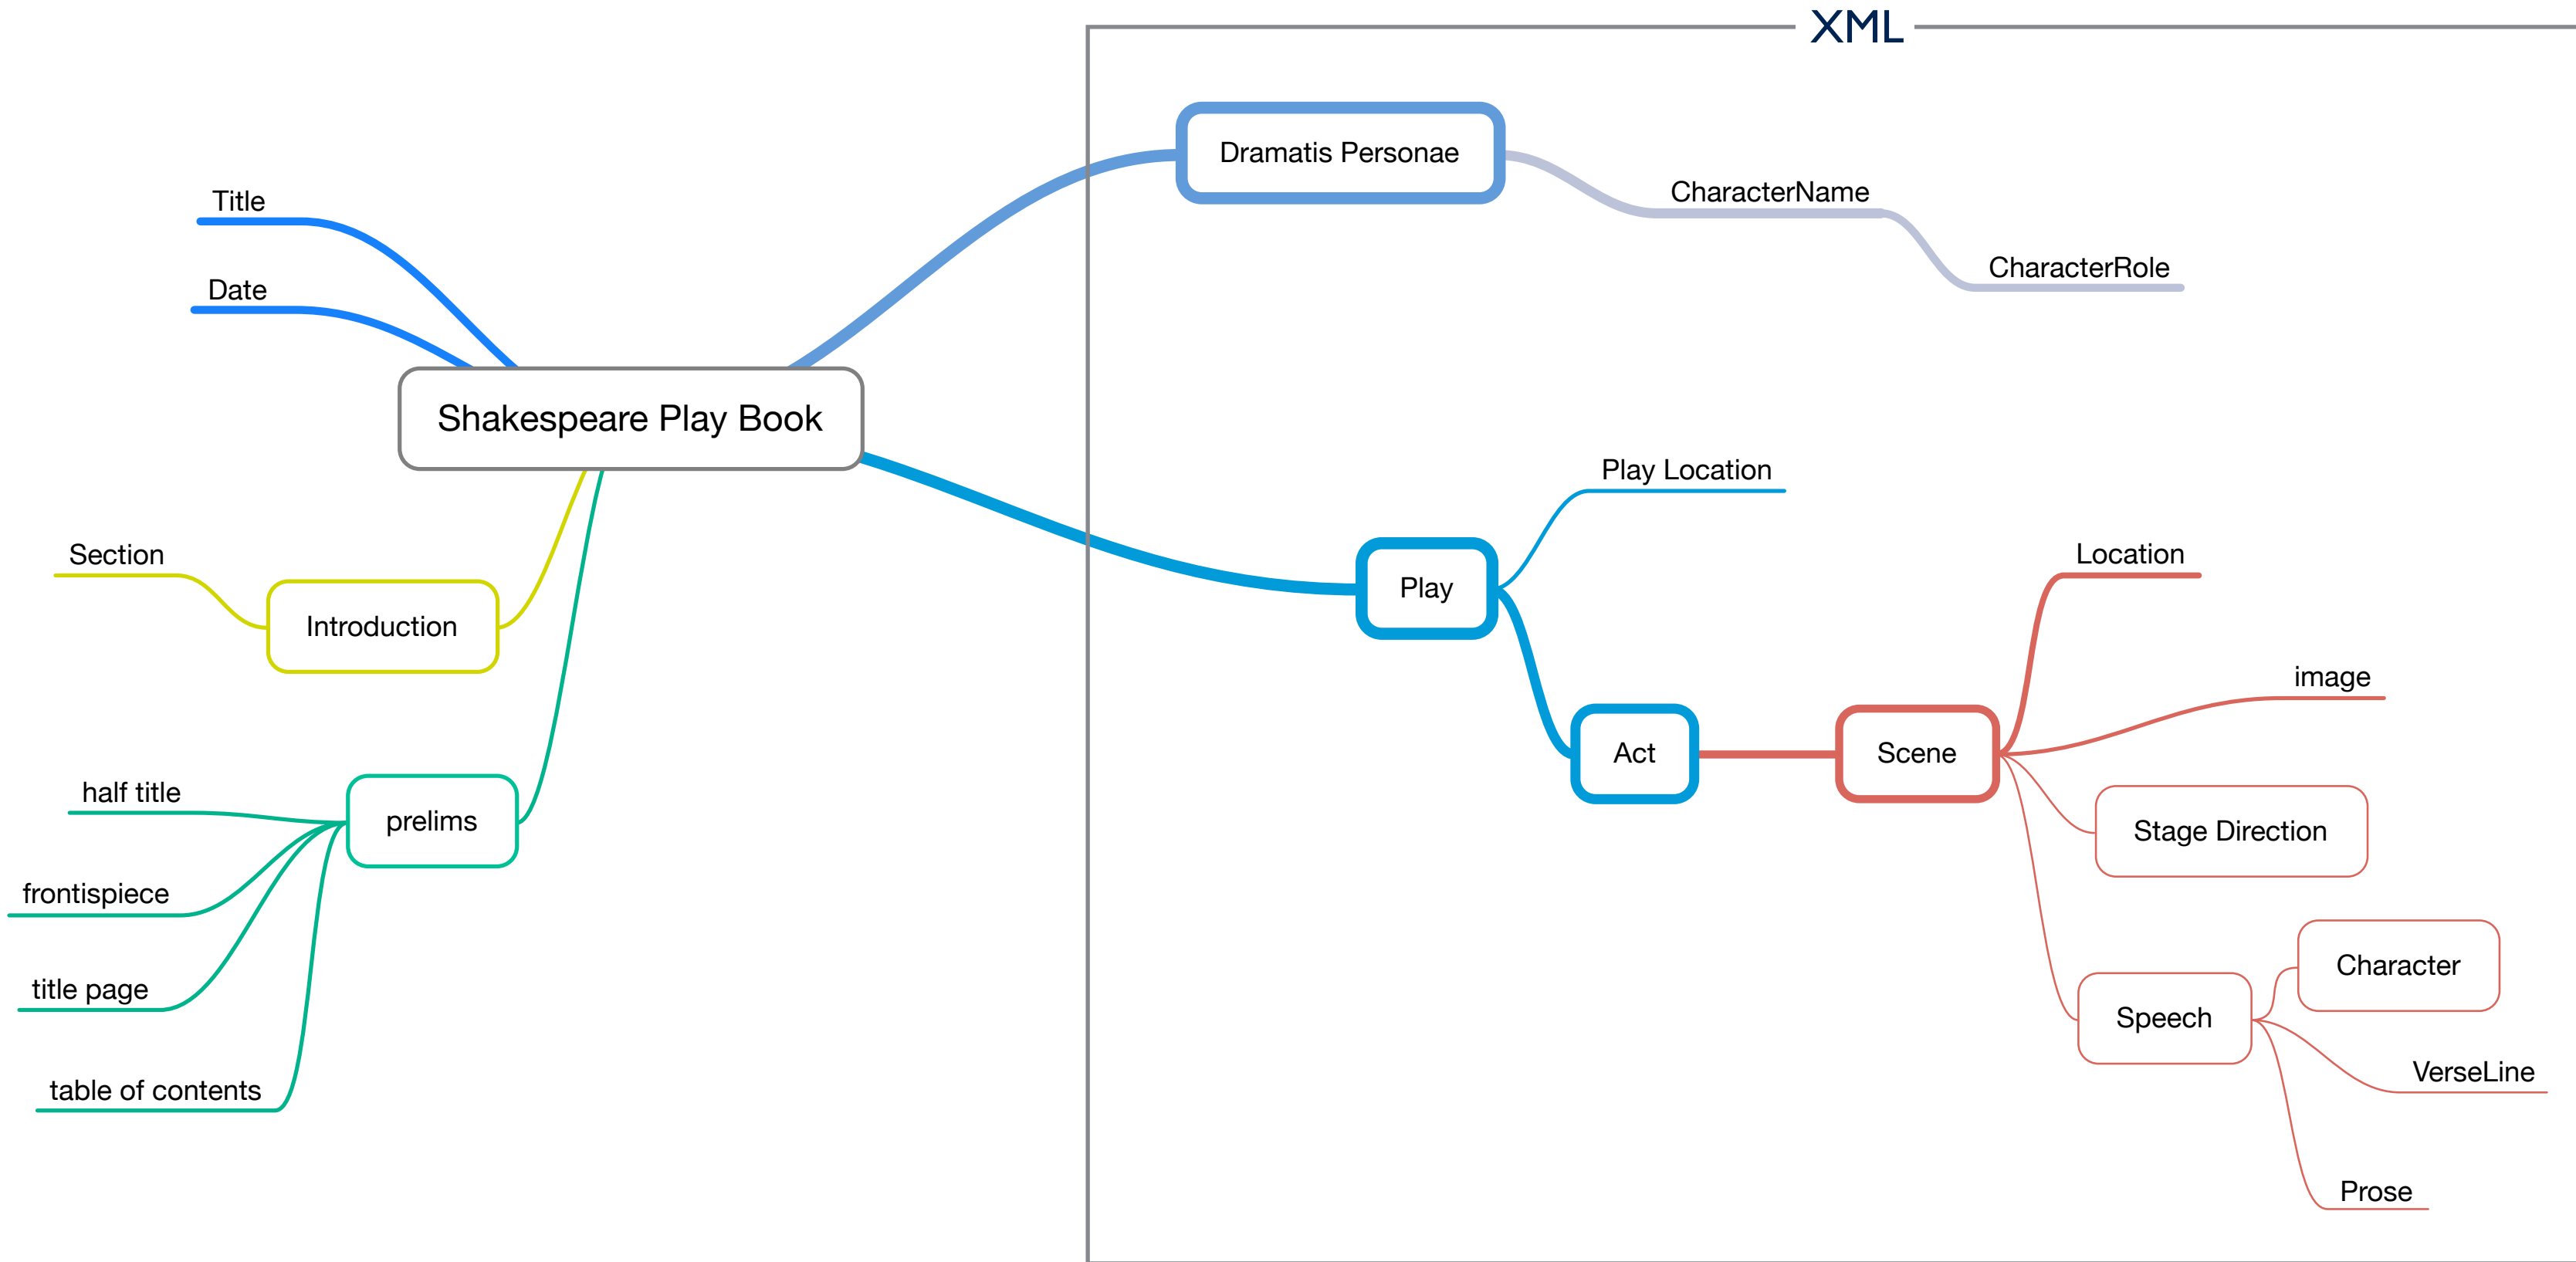 XML
Dramatis Personae
CharacterName
CharacterRole
Title
Date
Shakespeare Play Book
Play Location
Play
Location
image
Act
Scene
Stage Direction
Speech
Character
VerseLine
Prose
Section
Introduction
prelims
half title
frontispiece
title page
table of contents